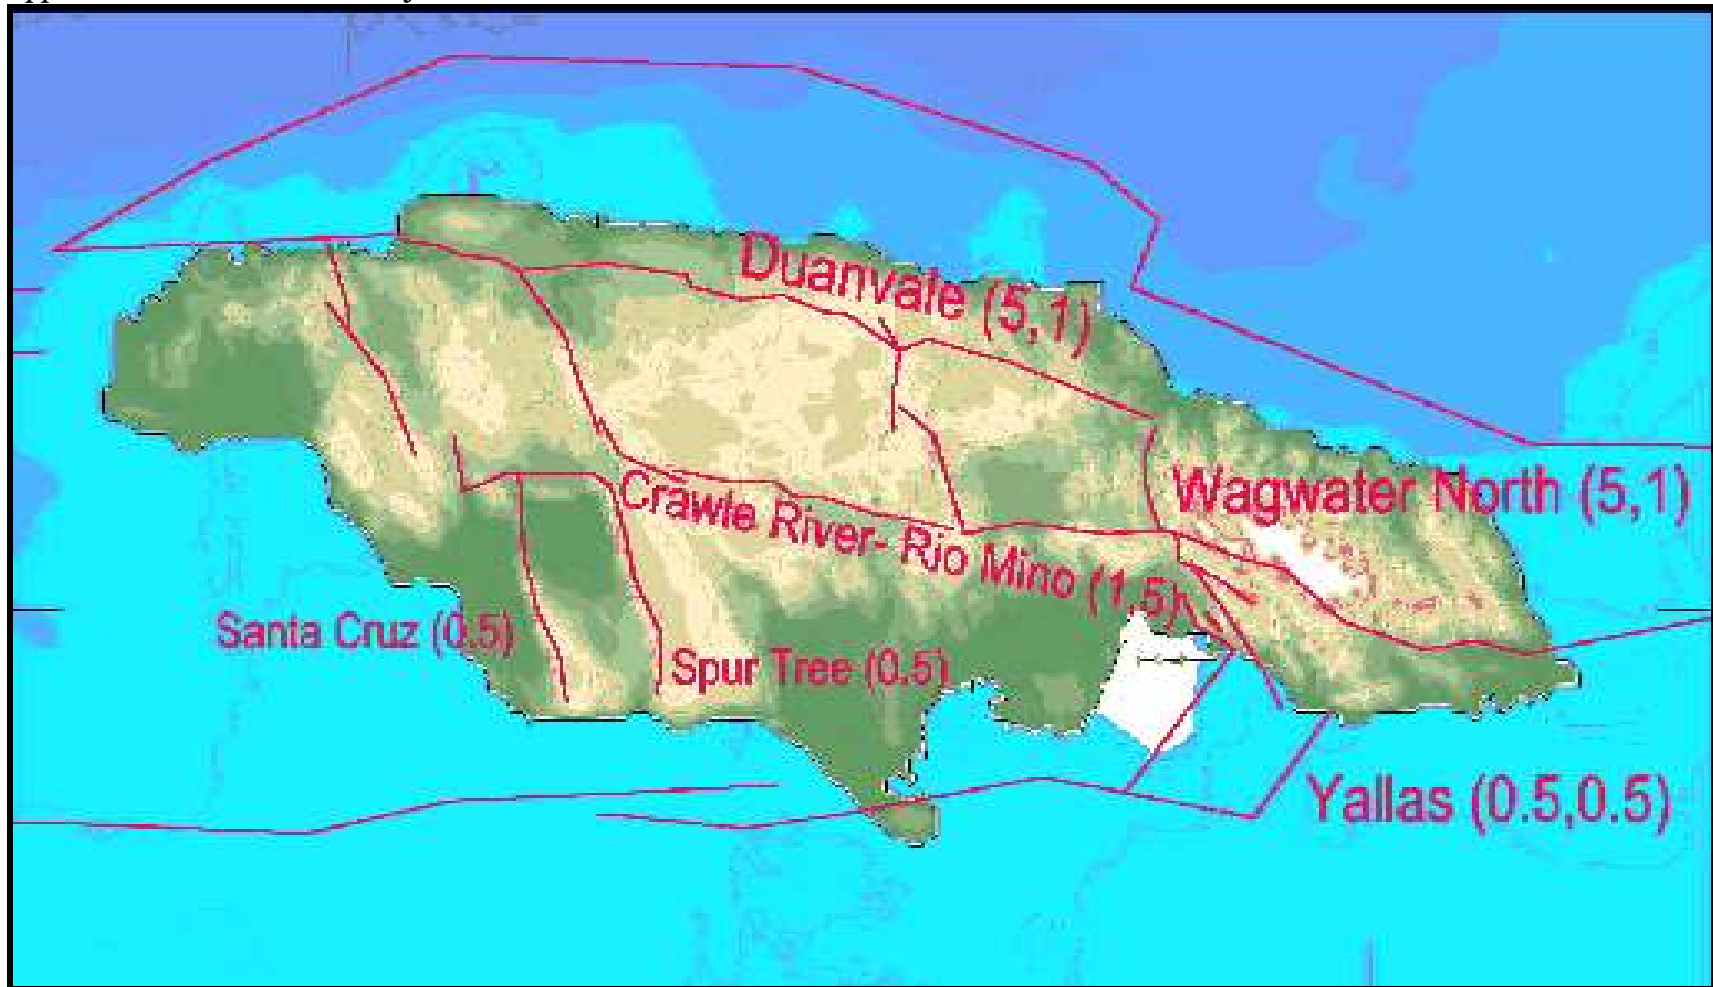 Duanvale (5,1)
Wagwater North (5,1)
Crawle River- Rio Mino (1.5)
Santa Cruz (0.5)
Spur Tree (0.5)
Yallas (0.5,0.5)